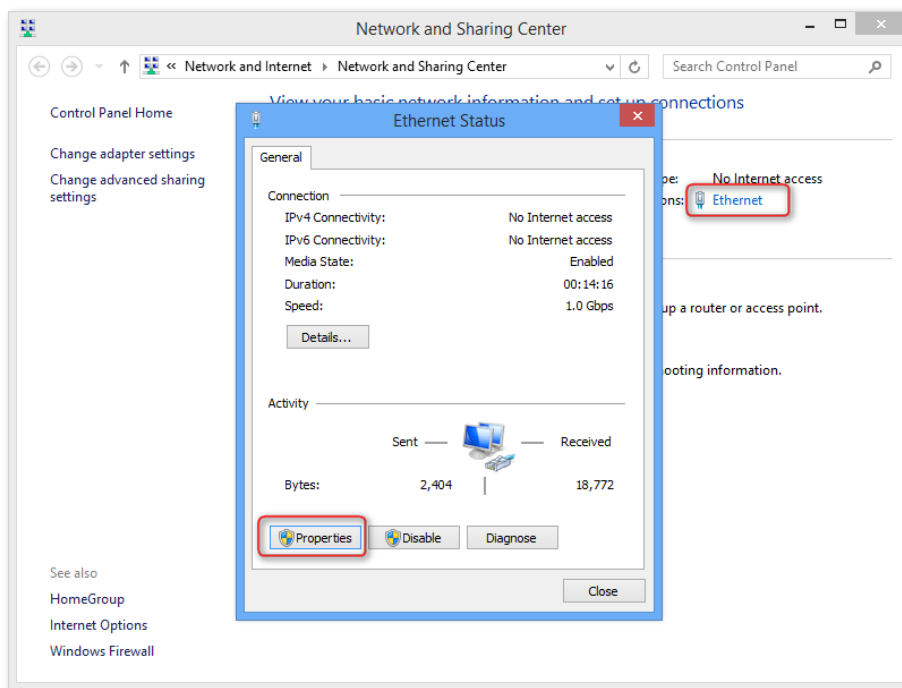 Network and Sharing Center
« Network and Internet Network and Sharing Center
Search Control Panel
Control Panel Home
Change adapter settings
Change advanced sharing
settings
See also
HomeGroup
Internet Options
Windows Firewall
View your basic network information and set up connections
pe: No Internet access
ons: Ethernet
up a router or access point.
ooting information.
Ethernet Status
General
Connection
IPv4 Connectivity: No Internet access
IPv6 Connectivity: No Internet access
Media State: Enabled
Duration: 00:14:16
Speed: 1.0 Gbps
Details...
Activity
Sent Received
Bytes: 2,404 18,772
Properties Disable Diagnose
Close